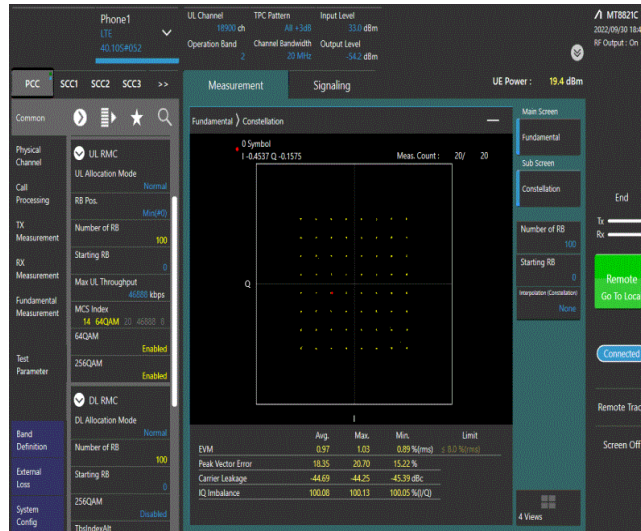 Phone1
LTE
40.105#052
UL Channel
18900 ch
TPC Pattern
Alt +3dB
Input Level
33.0 dBm
Operation Band
2
Channel Bandwidth
20 MHz
Output Level
-54.2 dBm
MT8821C
2022/09/30 18:4
RF Output : On
PCC
SCC1
SCC2
SCC3
>>
Measurement
Signaling
UE Power : 19.4 dBm
Common
Physical
Channel
Call
Processing
TX
Measurement
RX
Measurement
Fundamental
Measurement
Test
Parameter
Band
Definition
External
Loss
System
Config
UL RMC
UL Allocation Mode
Normal
RB Pos.
Min(#0)
Number of RB
100
Starting RB
0
Max UL Throughput
46888 kbps
MCS Index
14 64QAM 20 46888 6
64QAM
Enabled
256QAM
Enabled
DL RMC
DL Allocation Mode
Normal
Number of RB
100
Starting RB
0
256QAM
Disabled
TbsIndexAlt
Fundamental 〉 Constellation
0 Symbol
I -0.4537 Q -0.1575
Meas. Count : 20/ 20
Q
I
Avg. Max. Min. Limit
EVM 0.97 1.03 0.89 %(rms) ≤ 8.0 %(rms)
Peak Vector Error 18.35 20.70 15.22 %
Carrier Leakage -44.69 -44.25 -45.39 dBc
IQ Imbalance 100.08 100.13 100.05 %(I/Q)
Main Screen
Fundamental
Sub Screen
Constellation
Number of RB
100
Starting RB
0
Interpolation (Constellation)
None
4 Views
End
Tx
Rx
Remote
Go To Loca
Connected
Remote Trac
Screen Off